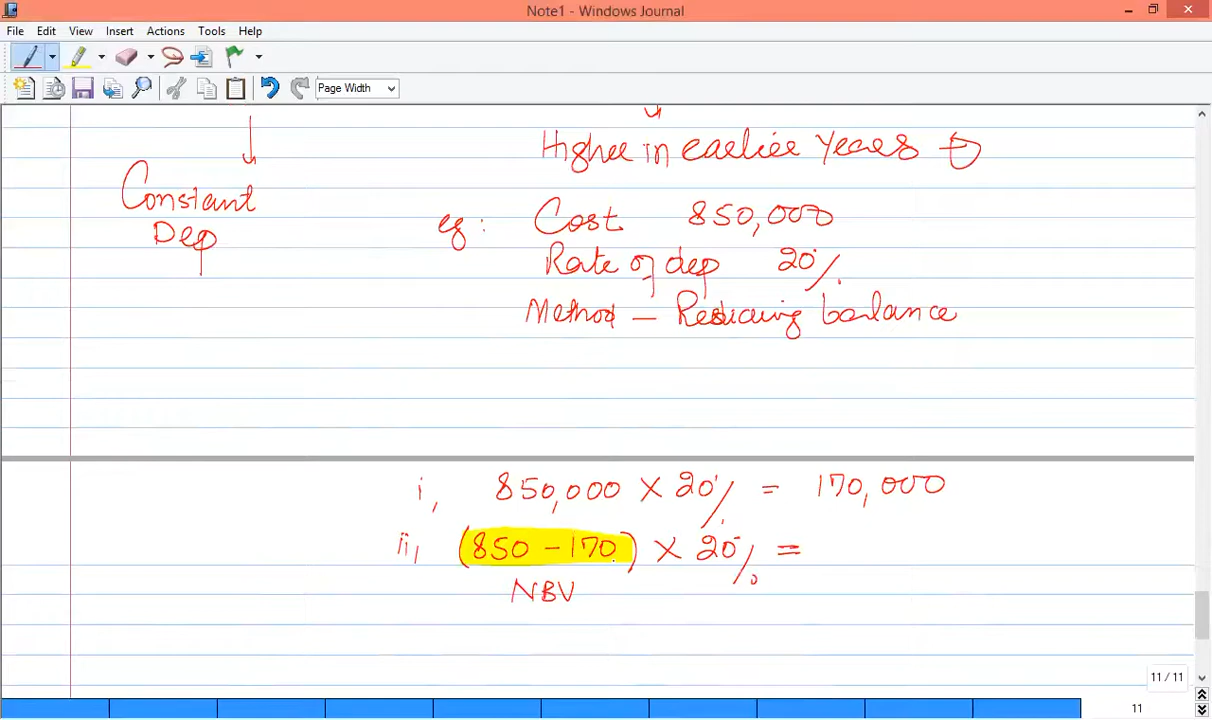 Note1 - Windows Journal
File Edit View Insert Actions Tools Help
Page Width
Higher in earlier years
Constant
Dep
eg: Cost 850,000
Rate of dep 20%
Method - Reducing balance
i, 850,000 X 20% = 170,000
ii, (850 - 170) X 20% =
NBV
11 / 11
11